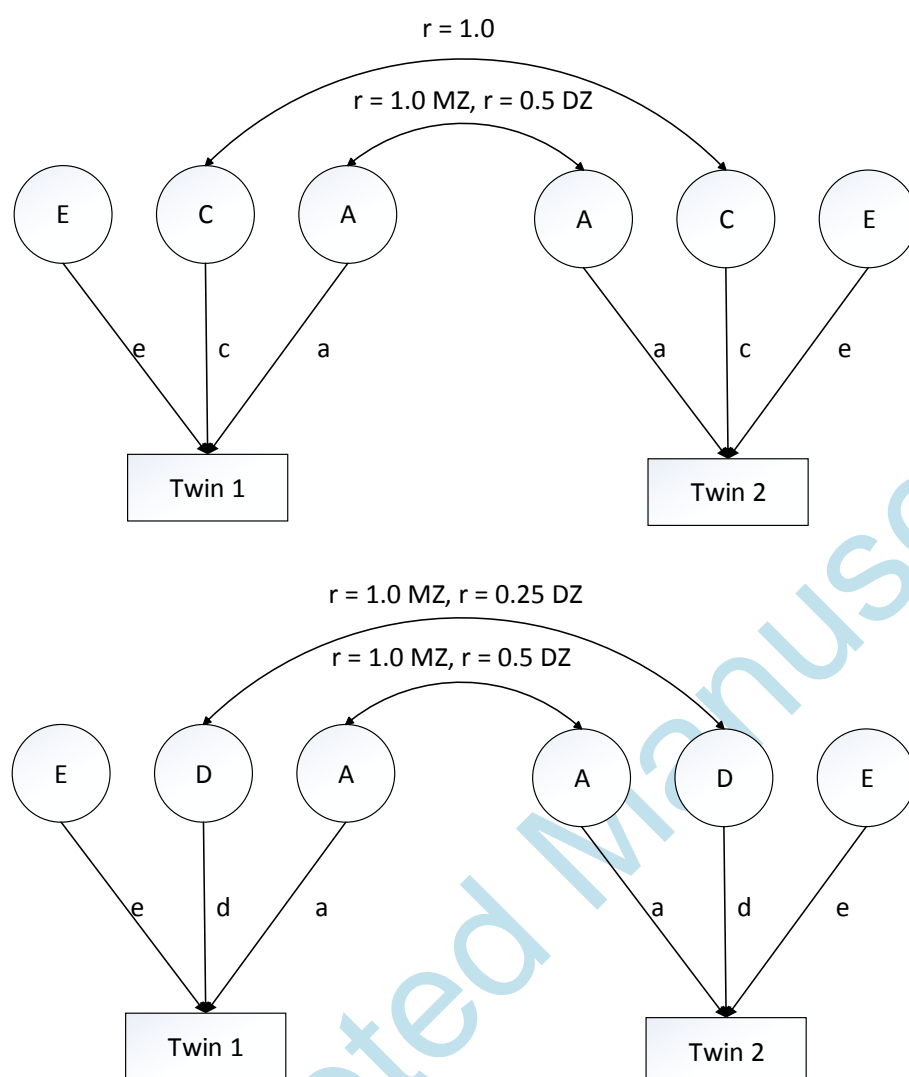 r = 1.0
r = 1.0 MZ, r = 0.5 DZ
E C A A C E
e c a a c e
Twin 1 Twin 2
r = 1.0 MZ, r = 0.25 DZ
r = 1.0 MZ, r = 0.5 DZ
E D A A D E
e d a a d e
Twin 1 Twin 2